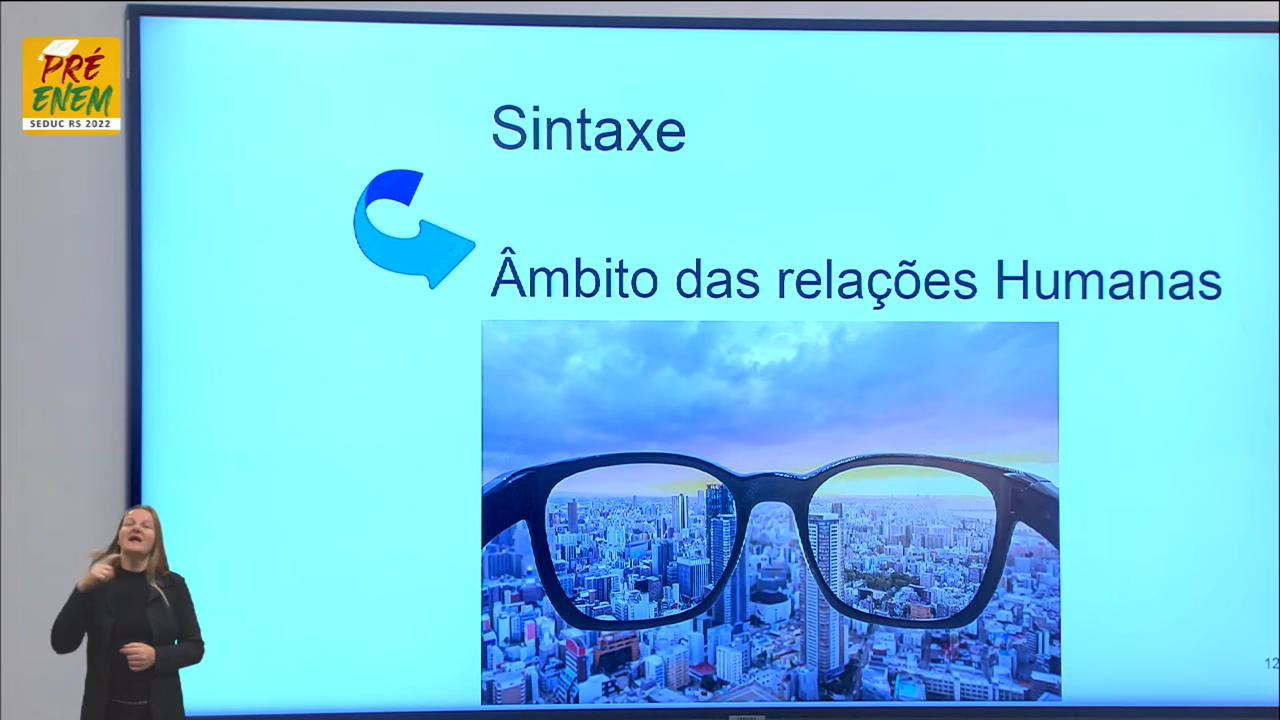 PRÉ
ENEM
SEDUC RS 2022
Sintaxe
Âmbito das relações Humanas
12